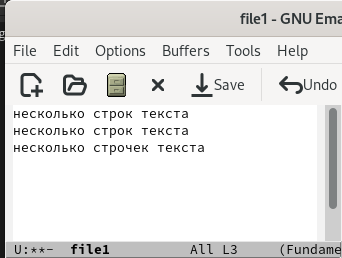 file1 - GNU Ema
File Edit Options Buffers Tools Help
Save Undo
несколько строк текста
несколько строк текста
несколько строчек текста
U:**- file1 All L3 (Fundame